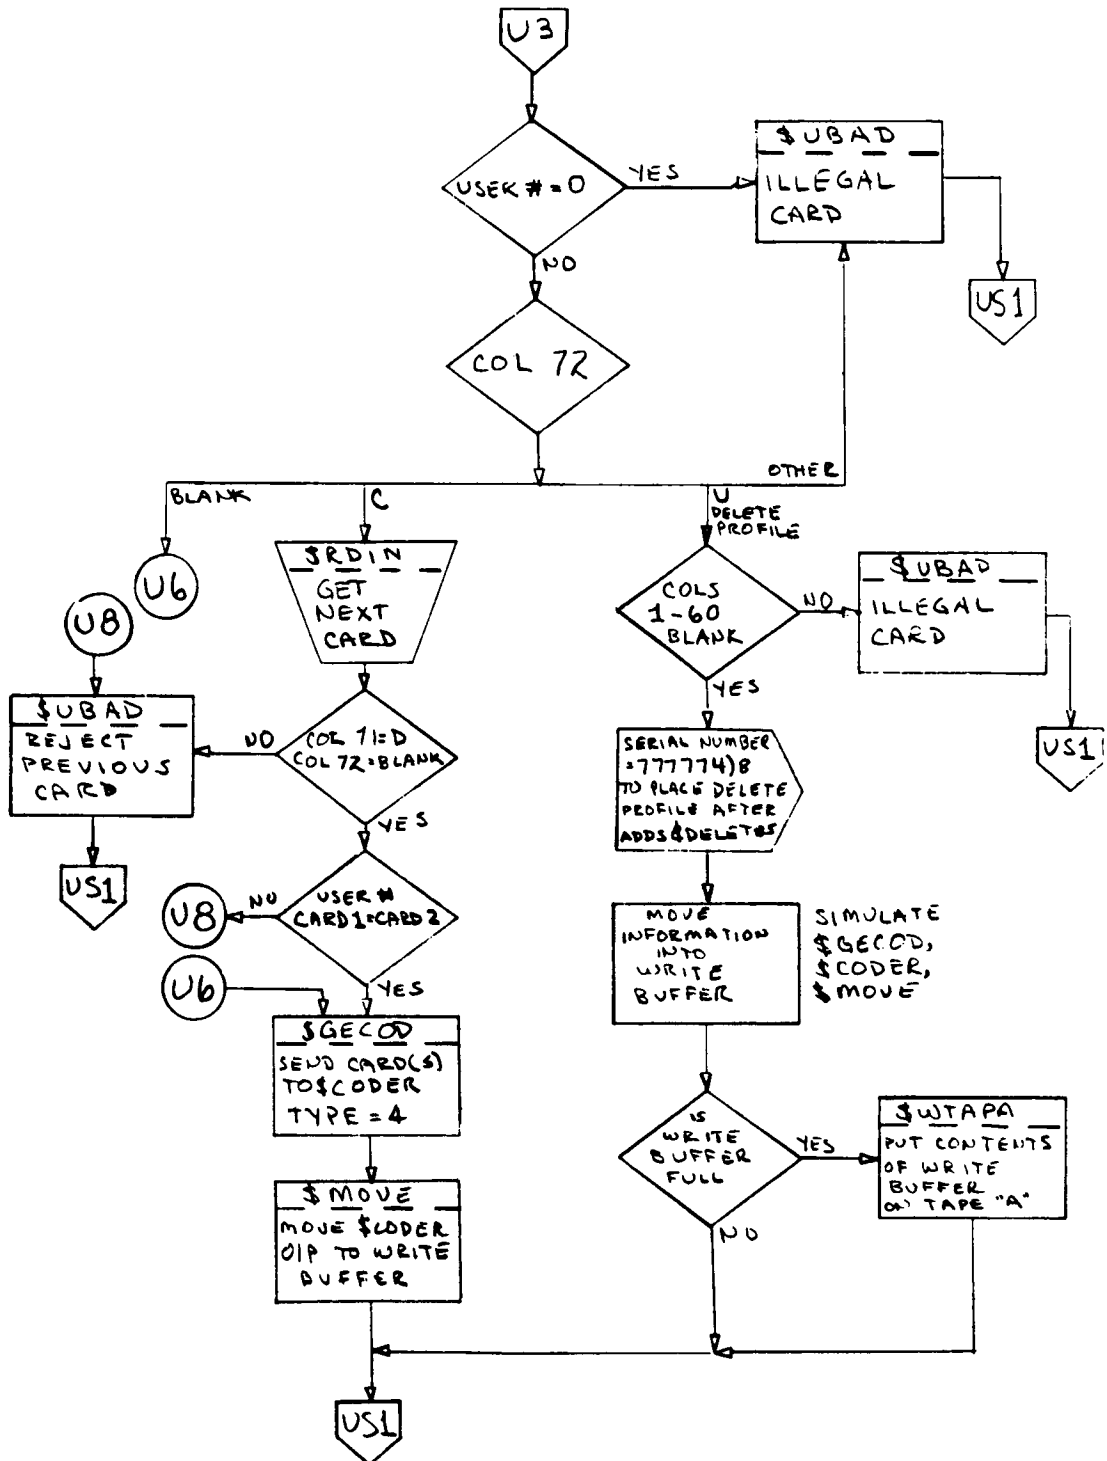 U3
USER # = 0
YES
NO
$ UBAD
ILLEGAL
CARD
US1
COL 72
BLANK
C
U
DELETE
PROFILE
OTHER
U6
U8
$RDIN
GET
NEXT
CARD
COLS
1-60
BLANK
NO
YES
$UBAD
ILLEGAL
CARD
US1
$UBAD
REJECT
PREVIOUS
CARD
US1
NO
COL 71=D
COL 72=BLANK
YES
SERIAL NUMBER
=777774)8
TO PLACE DELETE
PROFILE AFTER
ADDS & DELETES
U8
NO
USER #
CARD1=CARD2
YES
U6
MOVE
INFORMATION
INTO
WRITE
BUFFER
SIMULATE
$GECOD,
$CODER,
$MOVE
$GECOD
SEND CARD(S)
TO $CODER
TYPE = 4
IS
WRITE
BUFFER
FULL
YES
NO
$WTAPA
PUT CONTENTS
OF WRITE
BUFFER
ON TAPE "A"
$ MOVE
MOVE $CODER
O/P TO WRITE
BUFFER
US1